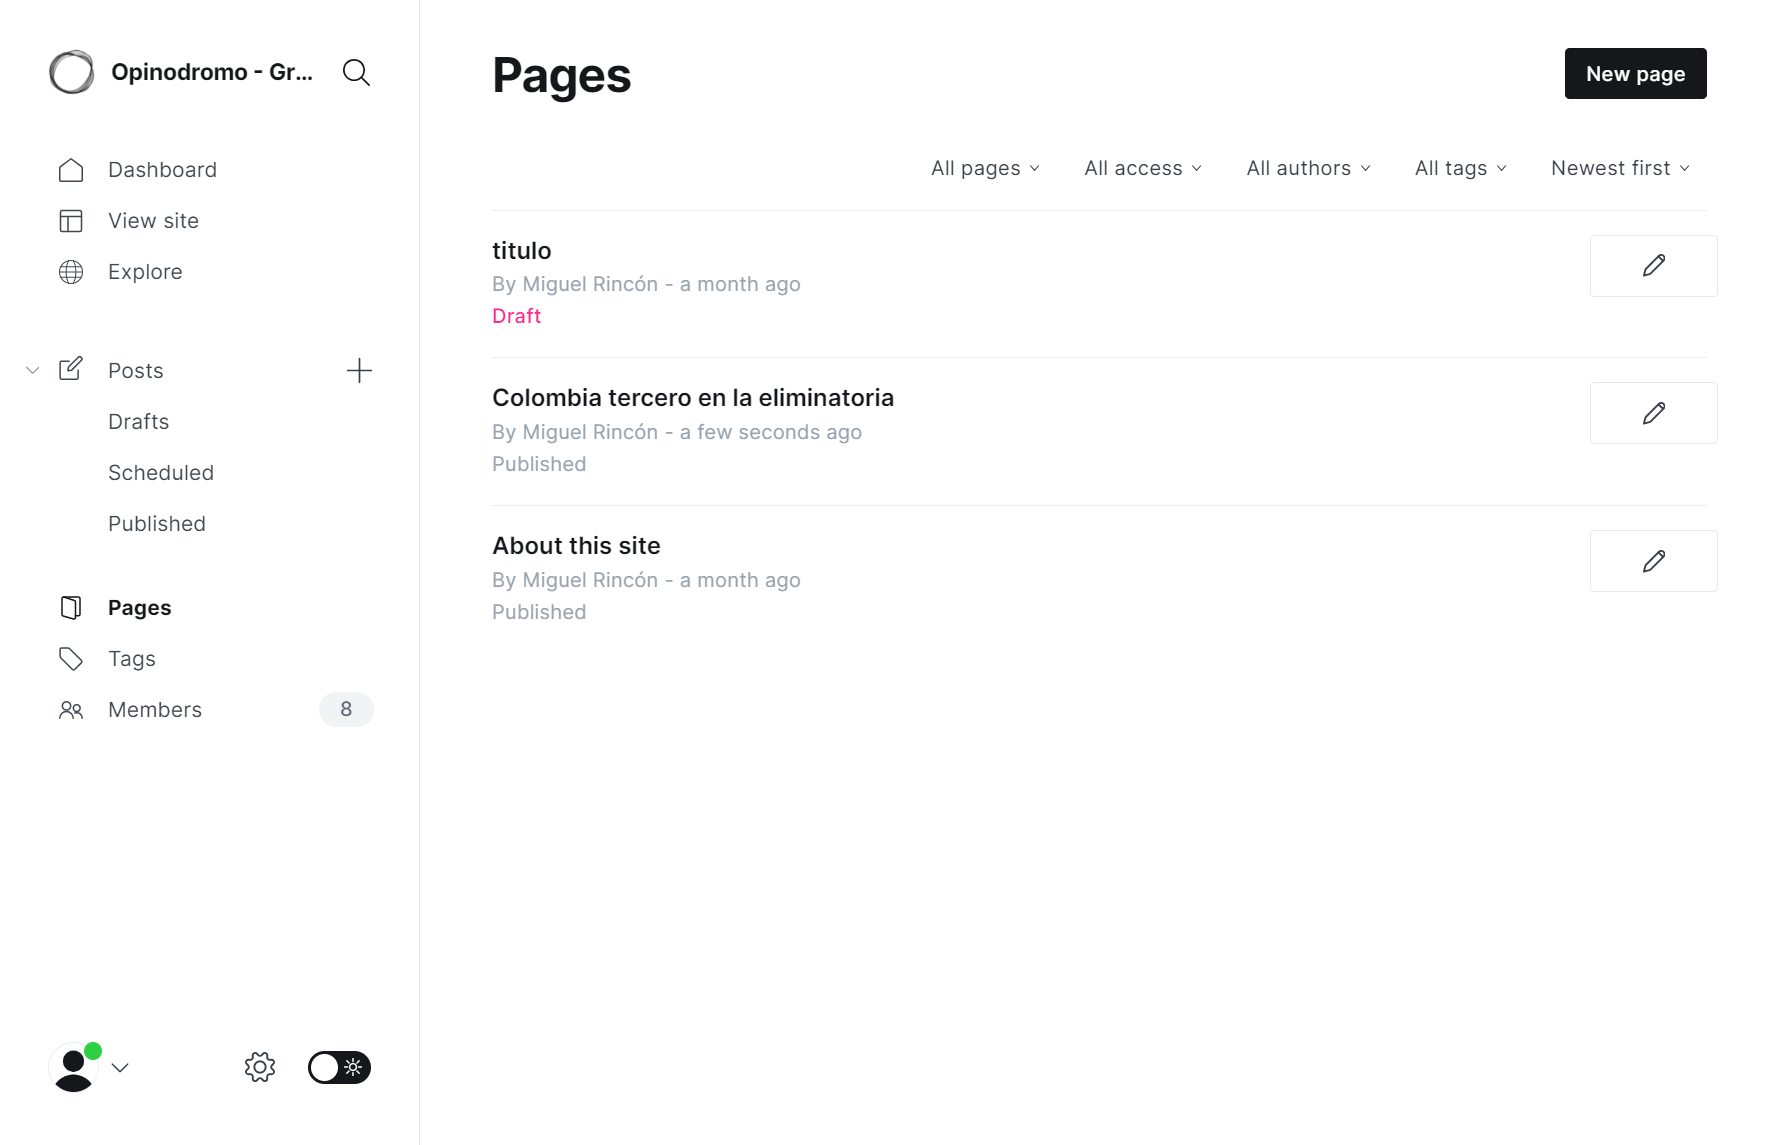 Opinodromo - Gr...
Dashboard
View site
Explore
Posts
Drafts
Scheduled
Published
Pages
Tags
Members
8
Pages
New page
All pages
All access
All authors
All tags
Newest first
titulo
By Miguel Rincón - a month ago
Draft
Colombia tercero en la eliminatoria
By Miguel Rincón - a few seconds ago
Published
About this site
By Miguel Rincón - a month ago
Published